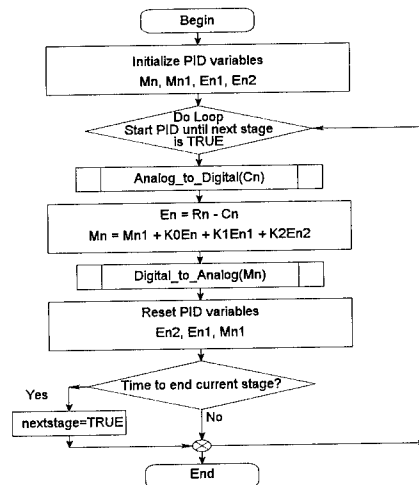 Begin
Initialize PID variables
Mn, Mn1, En1, En2
Do Loop
Start PID until next stage
is TRUE
Analog_to_Digital(Cn)
En = Rn - Cn
Mn = Mn1 + K0En + K1En1 + K2En2
Digital_to_Analog(Mn)
Reset PID variables
En2, En1, Mn1
Time to end current stage?
Yes
nextstage=TRUE
No
End